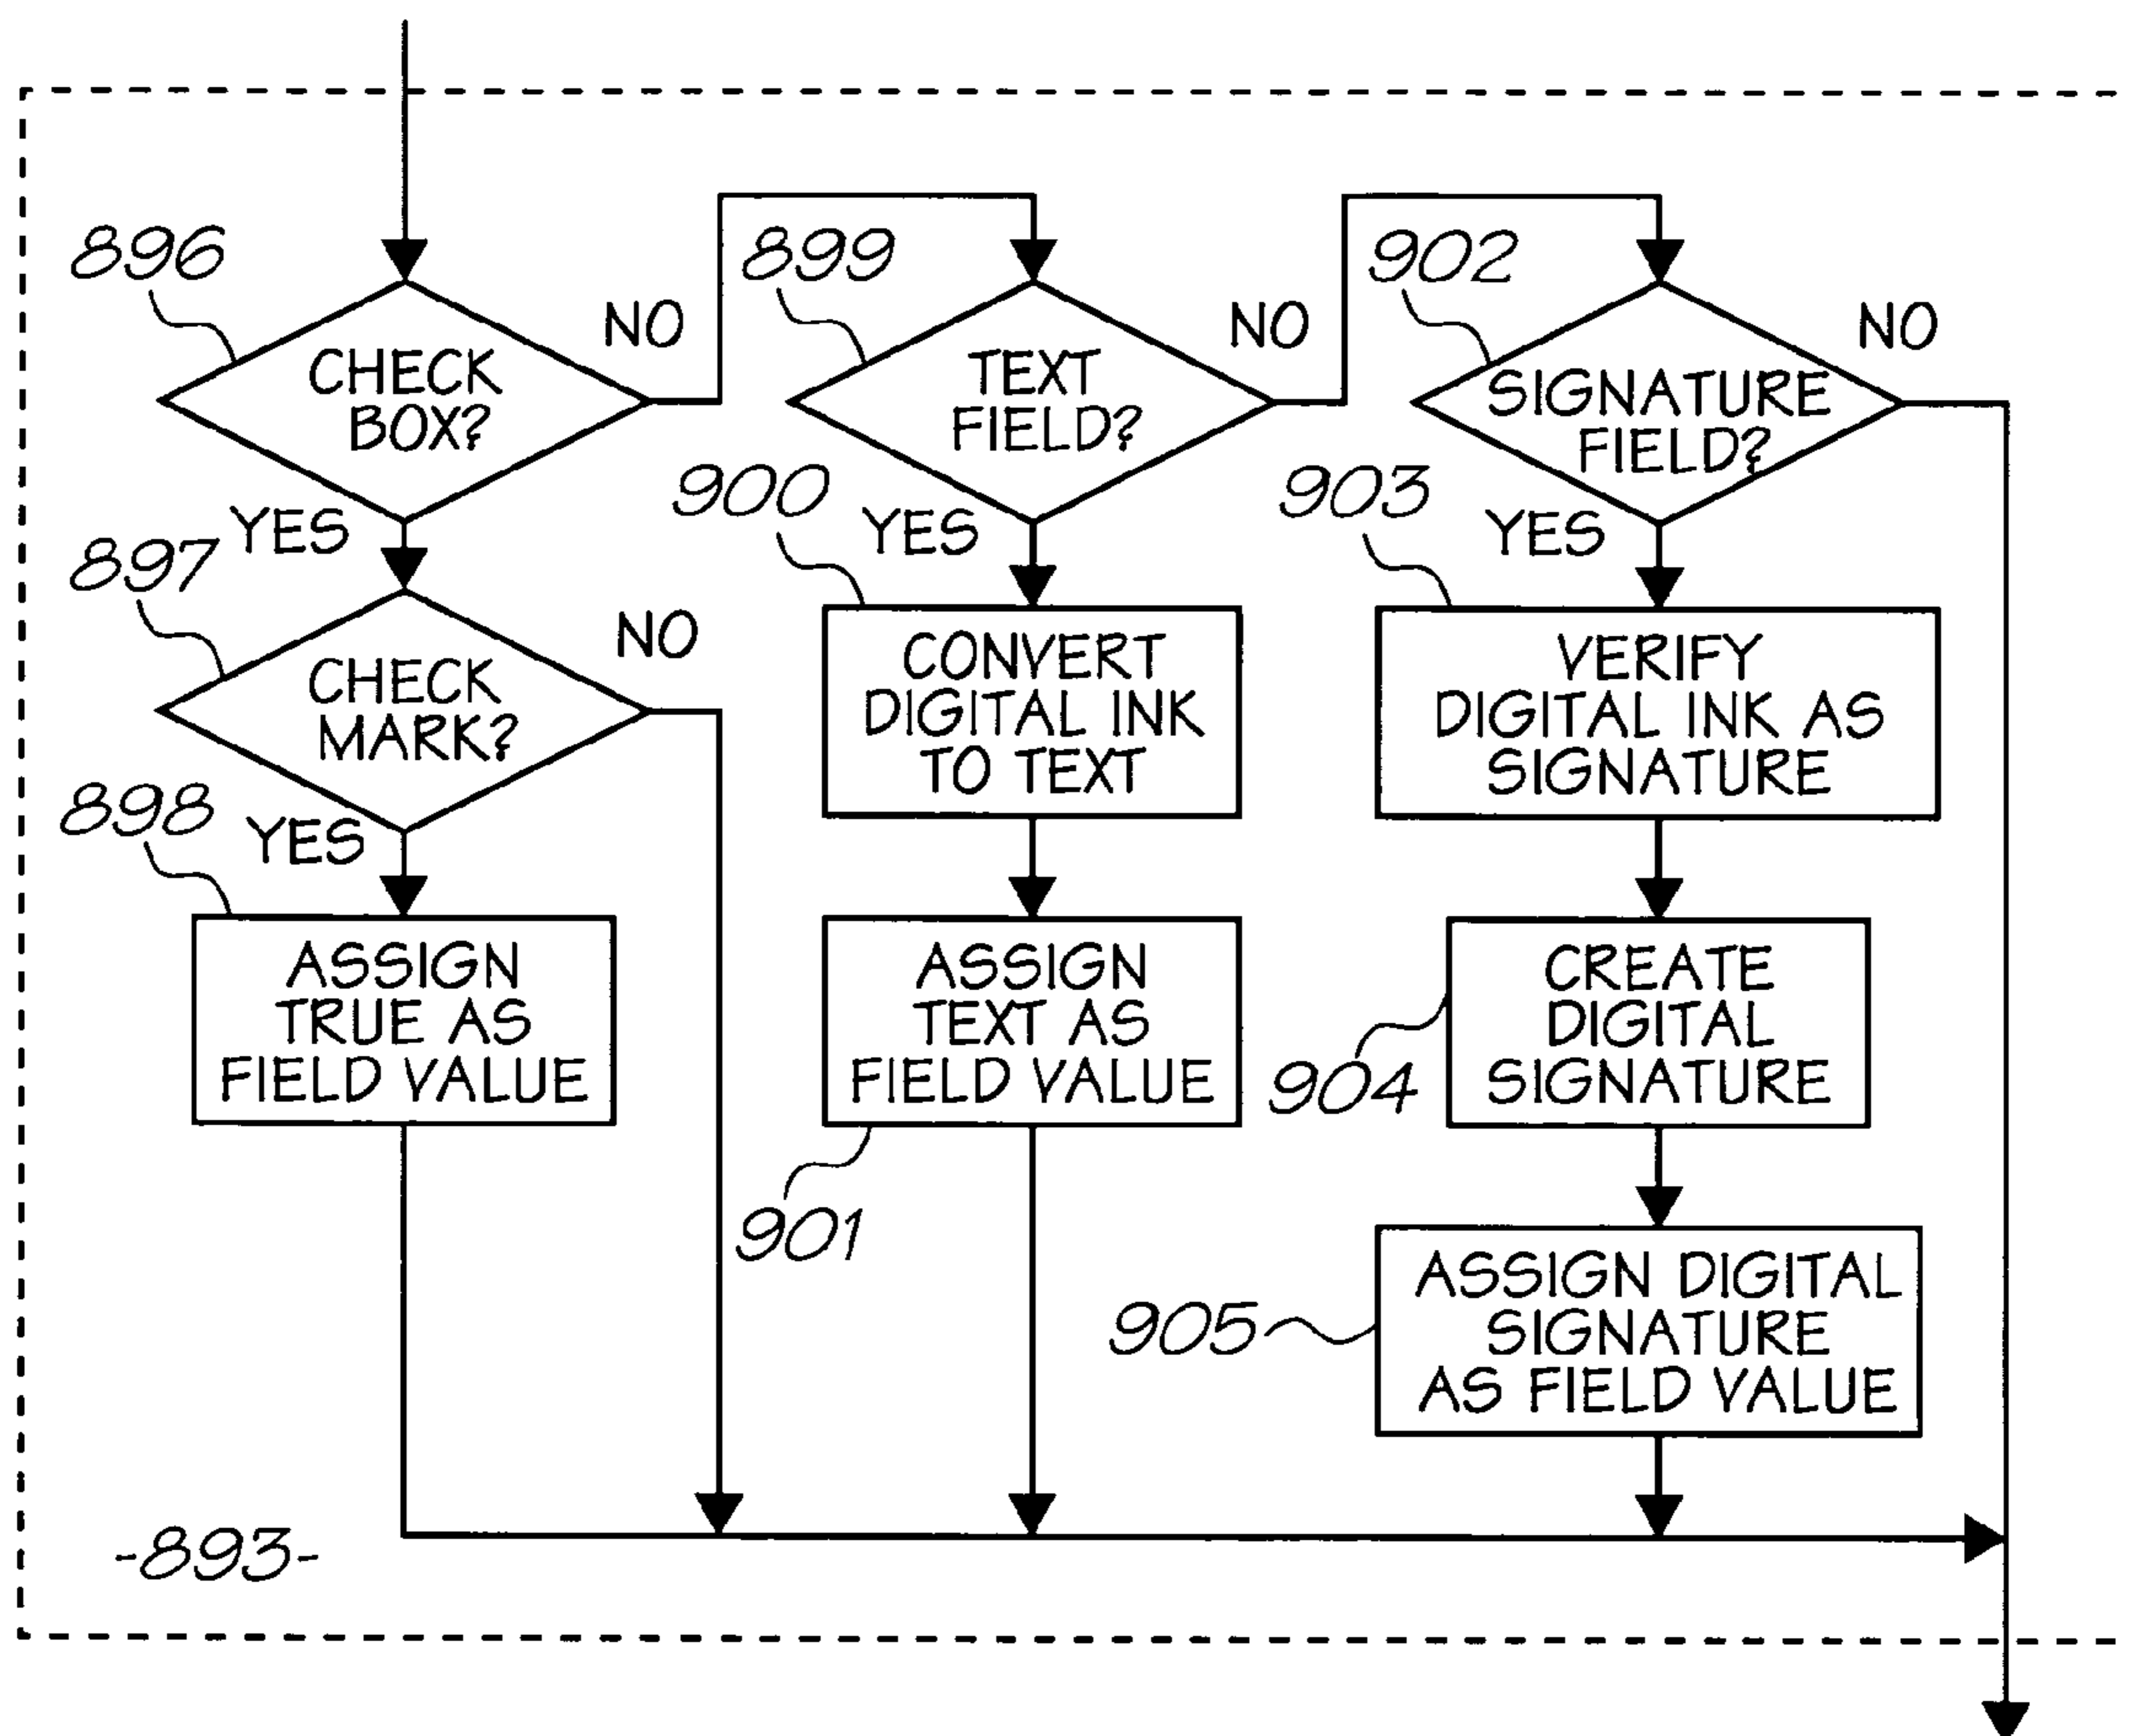 896
CHECK
BOX?
NO
YES
899
TEXT
FIELD?
NO
YES
902
SIGNATURE
FIELD?
NO
YES
897
CHECK
MARK?
NO
YES
900
CONVERT
DIGITAL INK
TO TEXT
903
VERIFY
DIGITAL INK AS
SIGNATURE
898
ASSIGN
TRUE AS
FIELD VALUE
ASSIGN
TEXT AS
FIELD VALUE
901
904
CREATE
DIGITAL
SIGNATURE
905
ASSIGN DIGITAL
SIGNATURE
AS FIELD VALUE
-893-